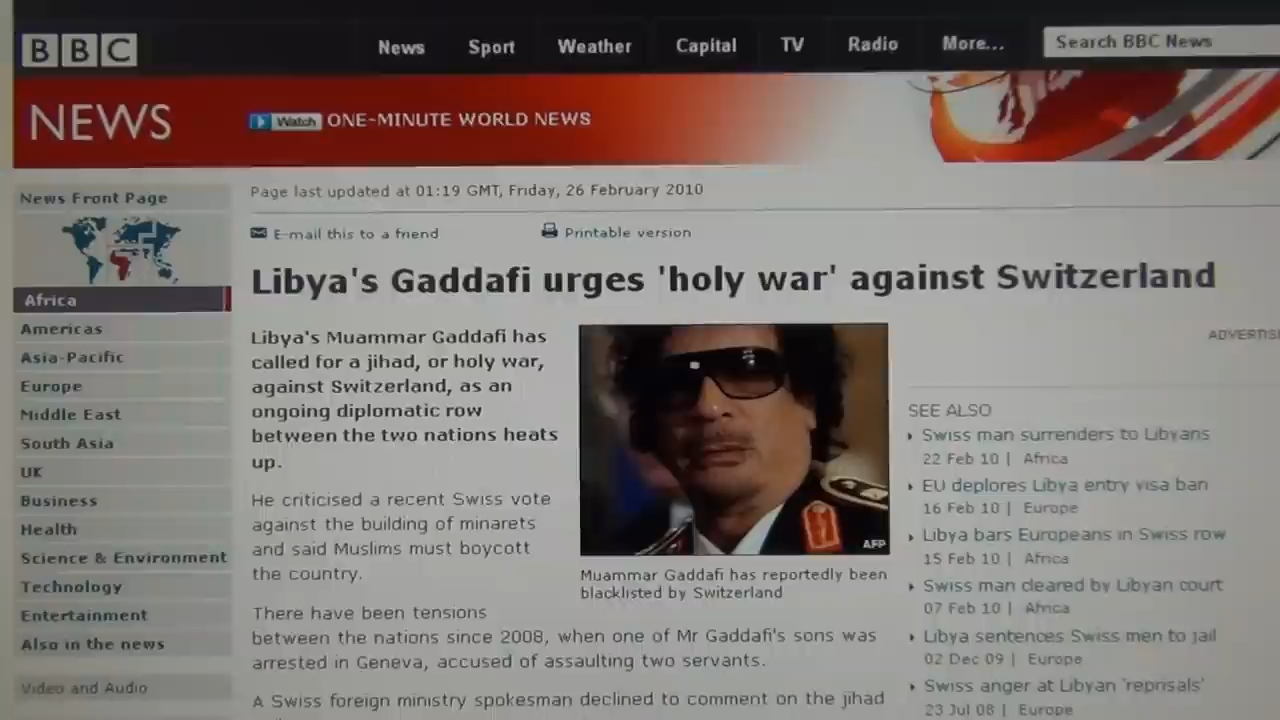 BBC
News Sport Weather Capital TV Radio More... Search BBC News
NEWS
Watch ONE-MINUTE WORLD NEWS
News Front Page
Africa
Americas
Asia-Pacific
Europe
Middle East
South Asia
UK
Business
Health
Science & Environment
Technology
Entertainment
Also in the news
Video and Audio
Page last updated at 01:19 GMT, Friday, 26 February 2010
E-mail this to a friend
Printable version
Libya's Gaddafi urges 'holy war' against Switzerland
Libya's Muammar Gaddafi has
called for a jihad, or holy war,
against Switzerland, as an
ongoing diplomatic row
between the two nations heats
up.
He criticised a recent Swiss vote
against the building of minarets
and said Muslims must boycott
the country.
There have been tensions
between the nations since 2008, when one of Mr Gaddafi's sons was
arrested in Geneva, accused of assaulting two servants.
A Swiss foreign ministry spokesman declined to comment on the jihad
AFP
Muammar Gaddafi has reportedly been
blacklisted by Switzerland
ADVERTIS
SEE ALSO
Swiss man surrenders to Libyans
22 Feb 10 | Africa
EU deplores Libya entry visa ban
16 Feb 10 | Europe
Libya bars Europeans in Swiss row
15 Feb 10 | Africa
Swiss man cleared by Libyan court
07 Feb 10 | Africa
Libya sentences Swiss men to jail
02 Dec 09 | Europe
Swiss anger at Libyan 'reprisals'
23 Jul 08 | Europe